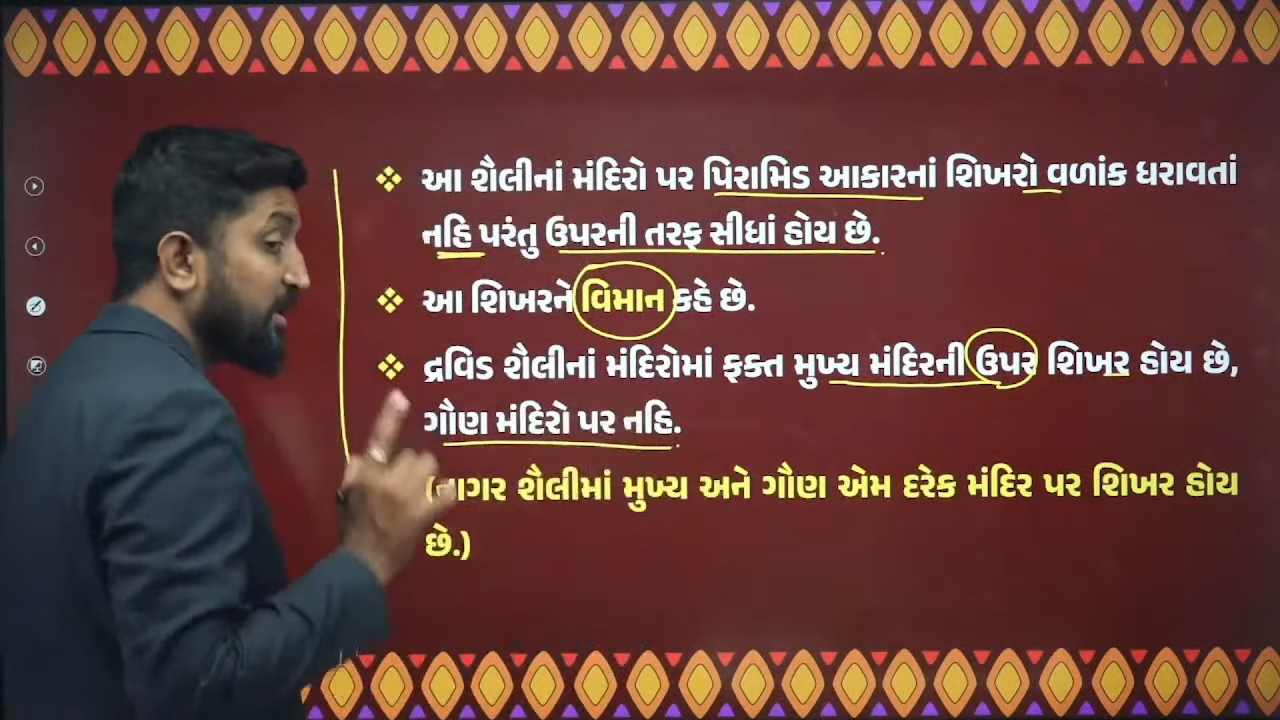 ❖ આ શૈલીનાં મંદિરો પર પિરામિડ આકારનાં શિખરો વળાંક ધરાવતાં
નહિ પરંતુ ઉપરની તરફ સીધાં હોય છે.
❖ આ શિખરને વિમાન કહે છે.
❖ દ્રવિડ શૈલીનાં મંદિરોમાં ફક્ત મુખ્ય મંદિરની ઉપર શિખર હોય છે,
ગૌણ મંદિરો પર નહિ.
(નાગર શૈલીમાં મુખ્ય અને ગૌણ એમ દરેક મંદિર પર શિખર હોય
છે.)